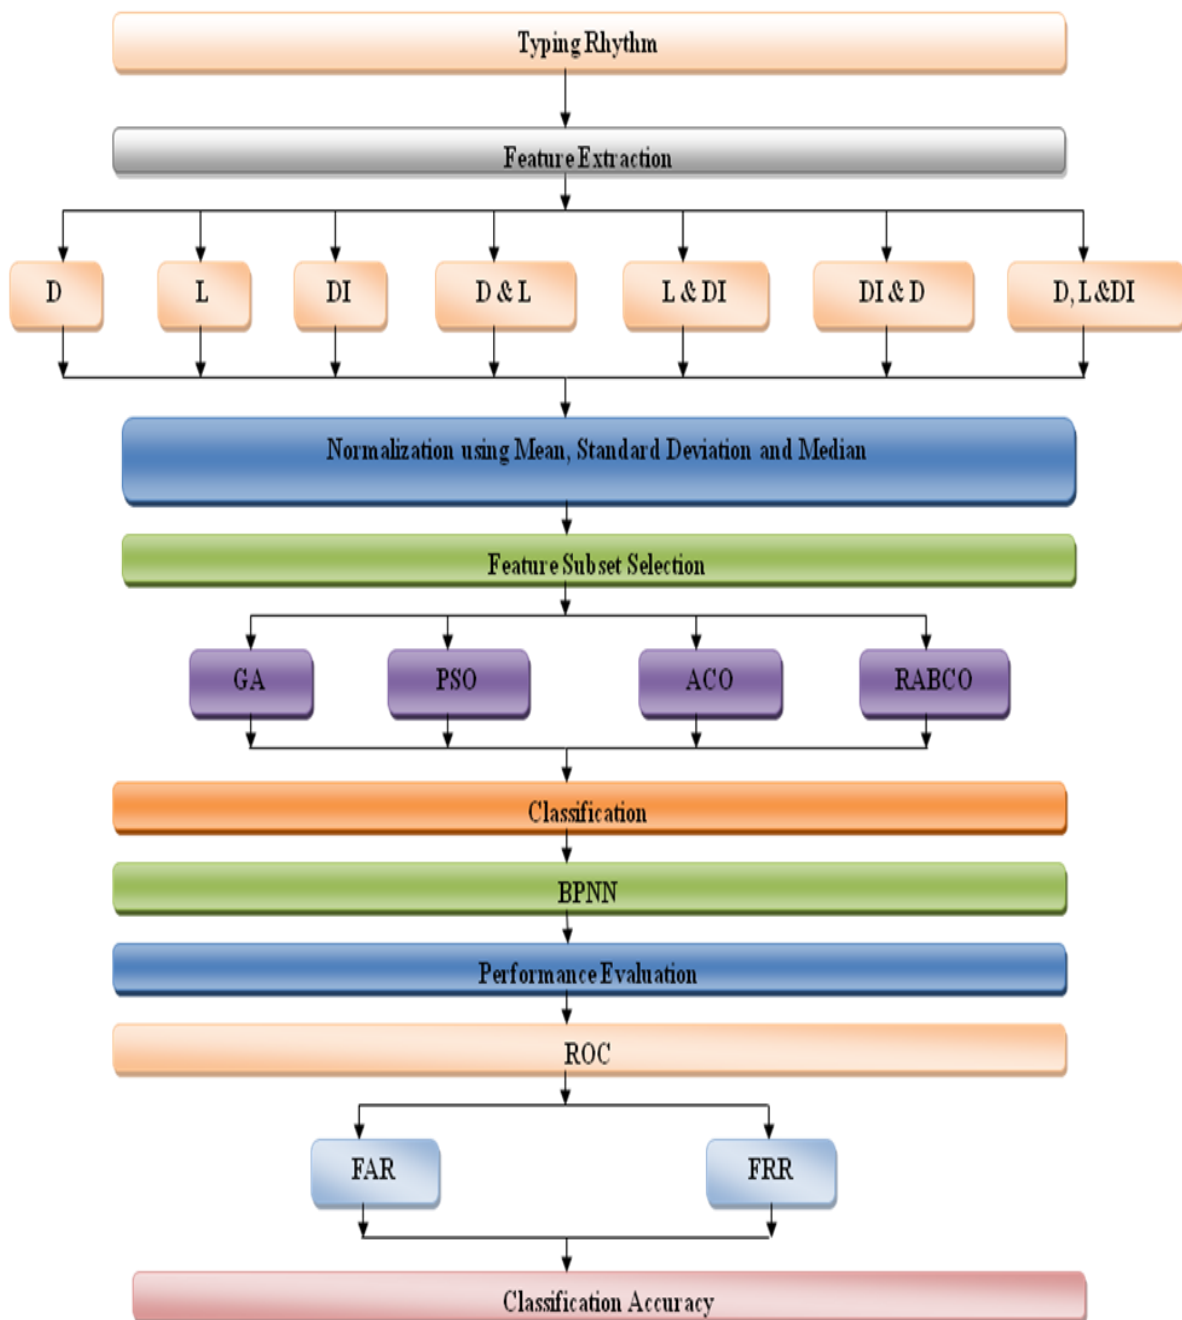 Typing Rhythm
Feature Extraction
D
L
DI
D & L
L & DI
DI & D
D, L&DI
Normalization using Mean, Standard Deviation and Median
Feature Subset Selection
GA
PSO
ACO
RABCO
Classification
BPNN
Performance Evaluation
ROC
FAR
FRR
Classification Accuracy